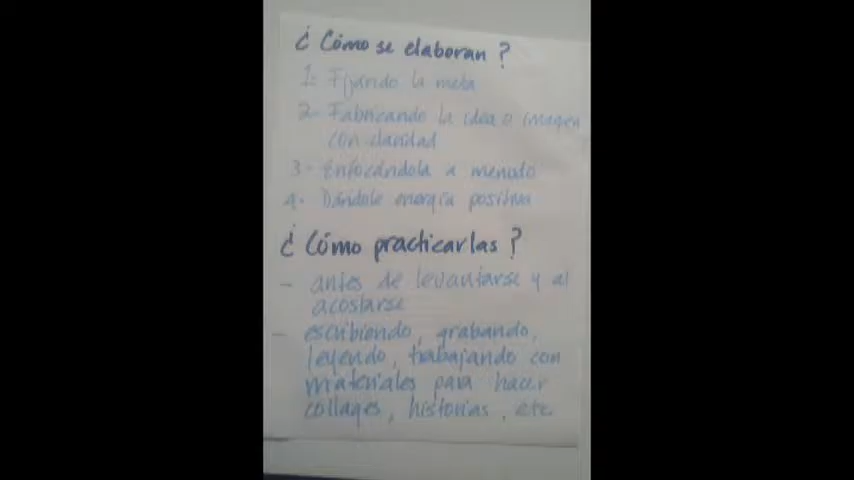 ¿ Cómo se elaboran ?
1- Fijando la meta
2- Fabricando la idea o imagen
con claridad
3- Enfocándola a menudo
4- Dándole energía positiva
¿ Cómo practicarlas ?
- antes de levantarse y al
acostarse
- escribiendo, grabando,
leyendo, trabajando con
materiales para hacer
collages, historias, etc